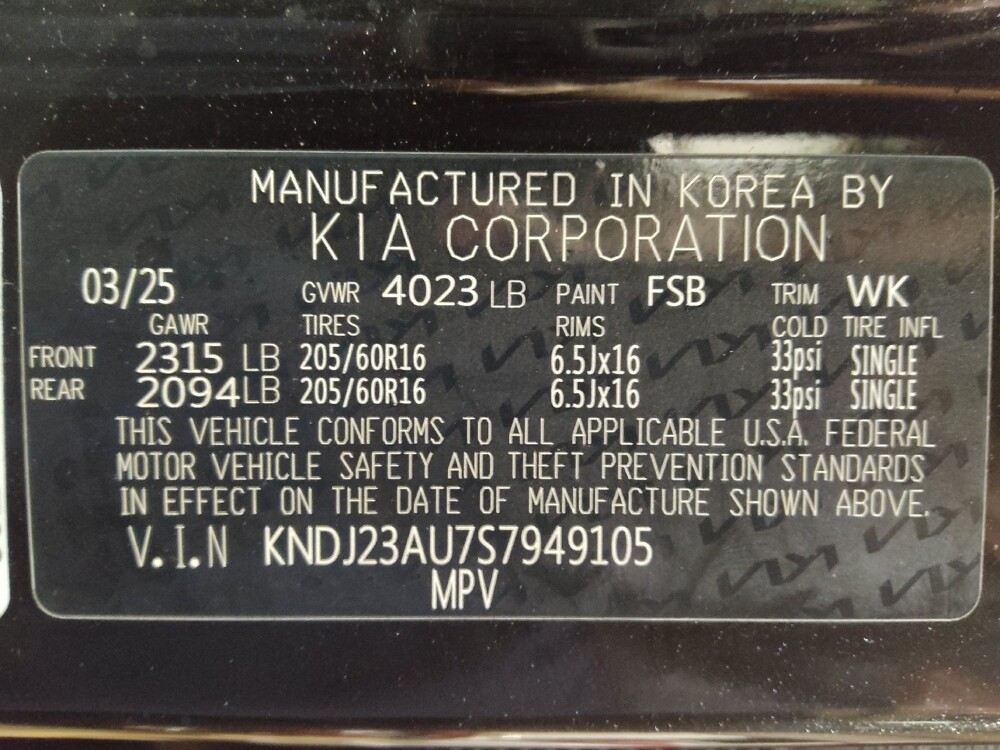 MANUFACTURED IN KOREA BY
KIA CORPORATION
03/25 GVWR 4023 LB PAINT FSB TRIM WK
GAWR TIRES RIMS COLD TIRE INFL
FRONT 2315 LB 205/60R16 6.5Jx16 33psi SINGLE
REAR 2094LB 205/60R16 6.5Jx16 33psi SINGLE
THIS VEHICLE CONFORMS TO ALL APPLICABLE U.S.A. FEDERAL
MOTOR VEHICLE SAFETY AND THEFT PREVENTION STANDARDS
IN EFFECT ON THE DATE OF MANUFACTURE SHOWN ABOVE.
V.I.N KNDJ23AU7S7949105
MPV